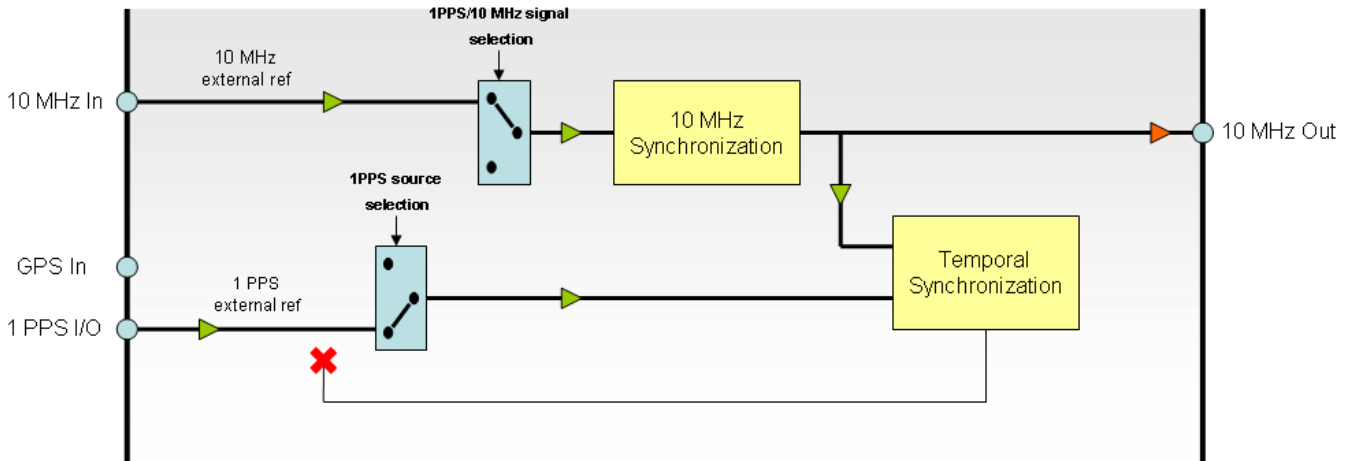 1PPS/10 MHz signal
selection
10 MHz
external ref
10 MHz In
10 MHz
Synchronization
10 MHz Out
1PPS source
selection
GPS In
1 PPS
external ref
Temporal
Synchronization
1 PPS I/O